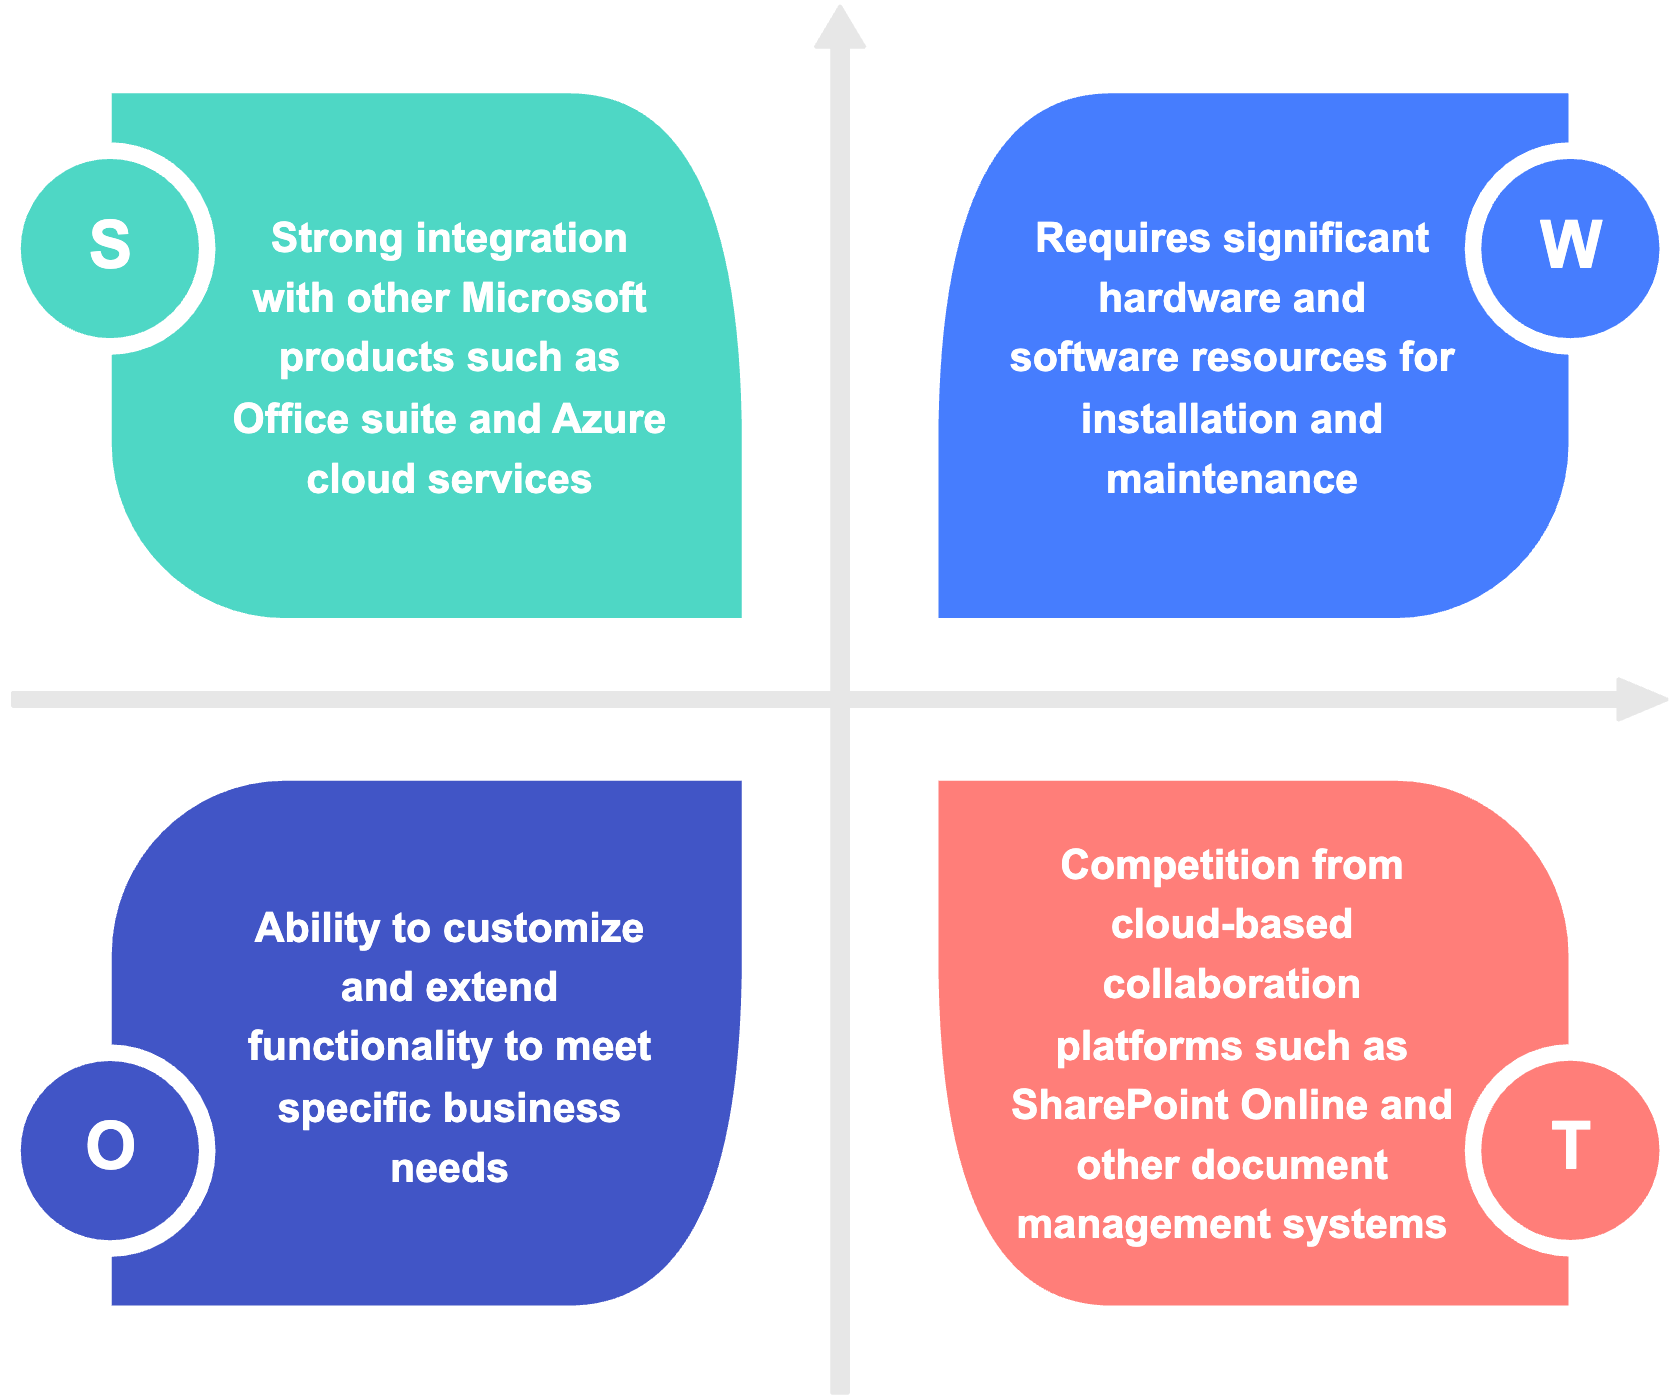 S
Strong integration
with other Microsoft
products such as
Office suite and Azure
cloud services
W
Requires significant
hardware and
software resources for
installation and
maintenance
O
Ability to customize
and extend
functionality to meet
specific business
needs
T
Competition from
cloud-based
collaboration
platforms such as
SharePoint Online and
other document
management systems